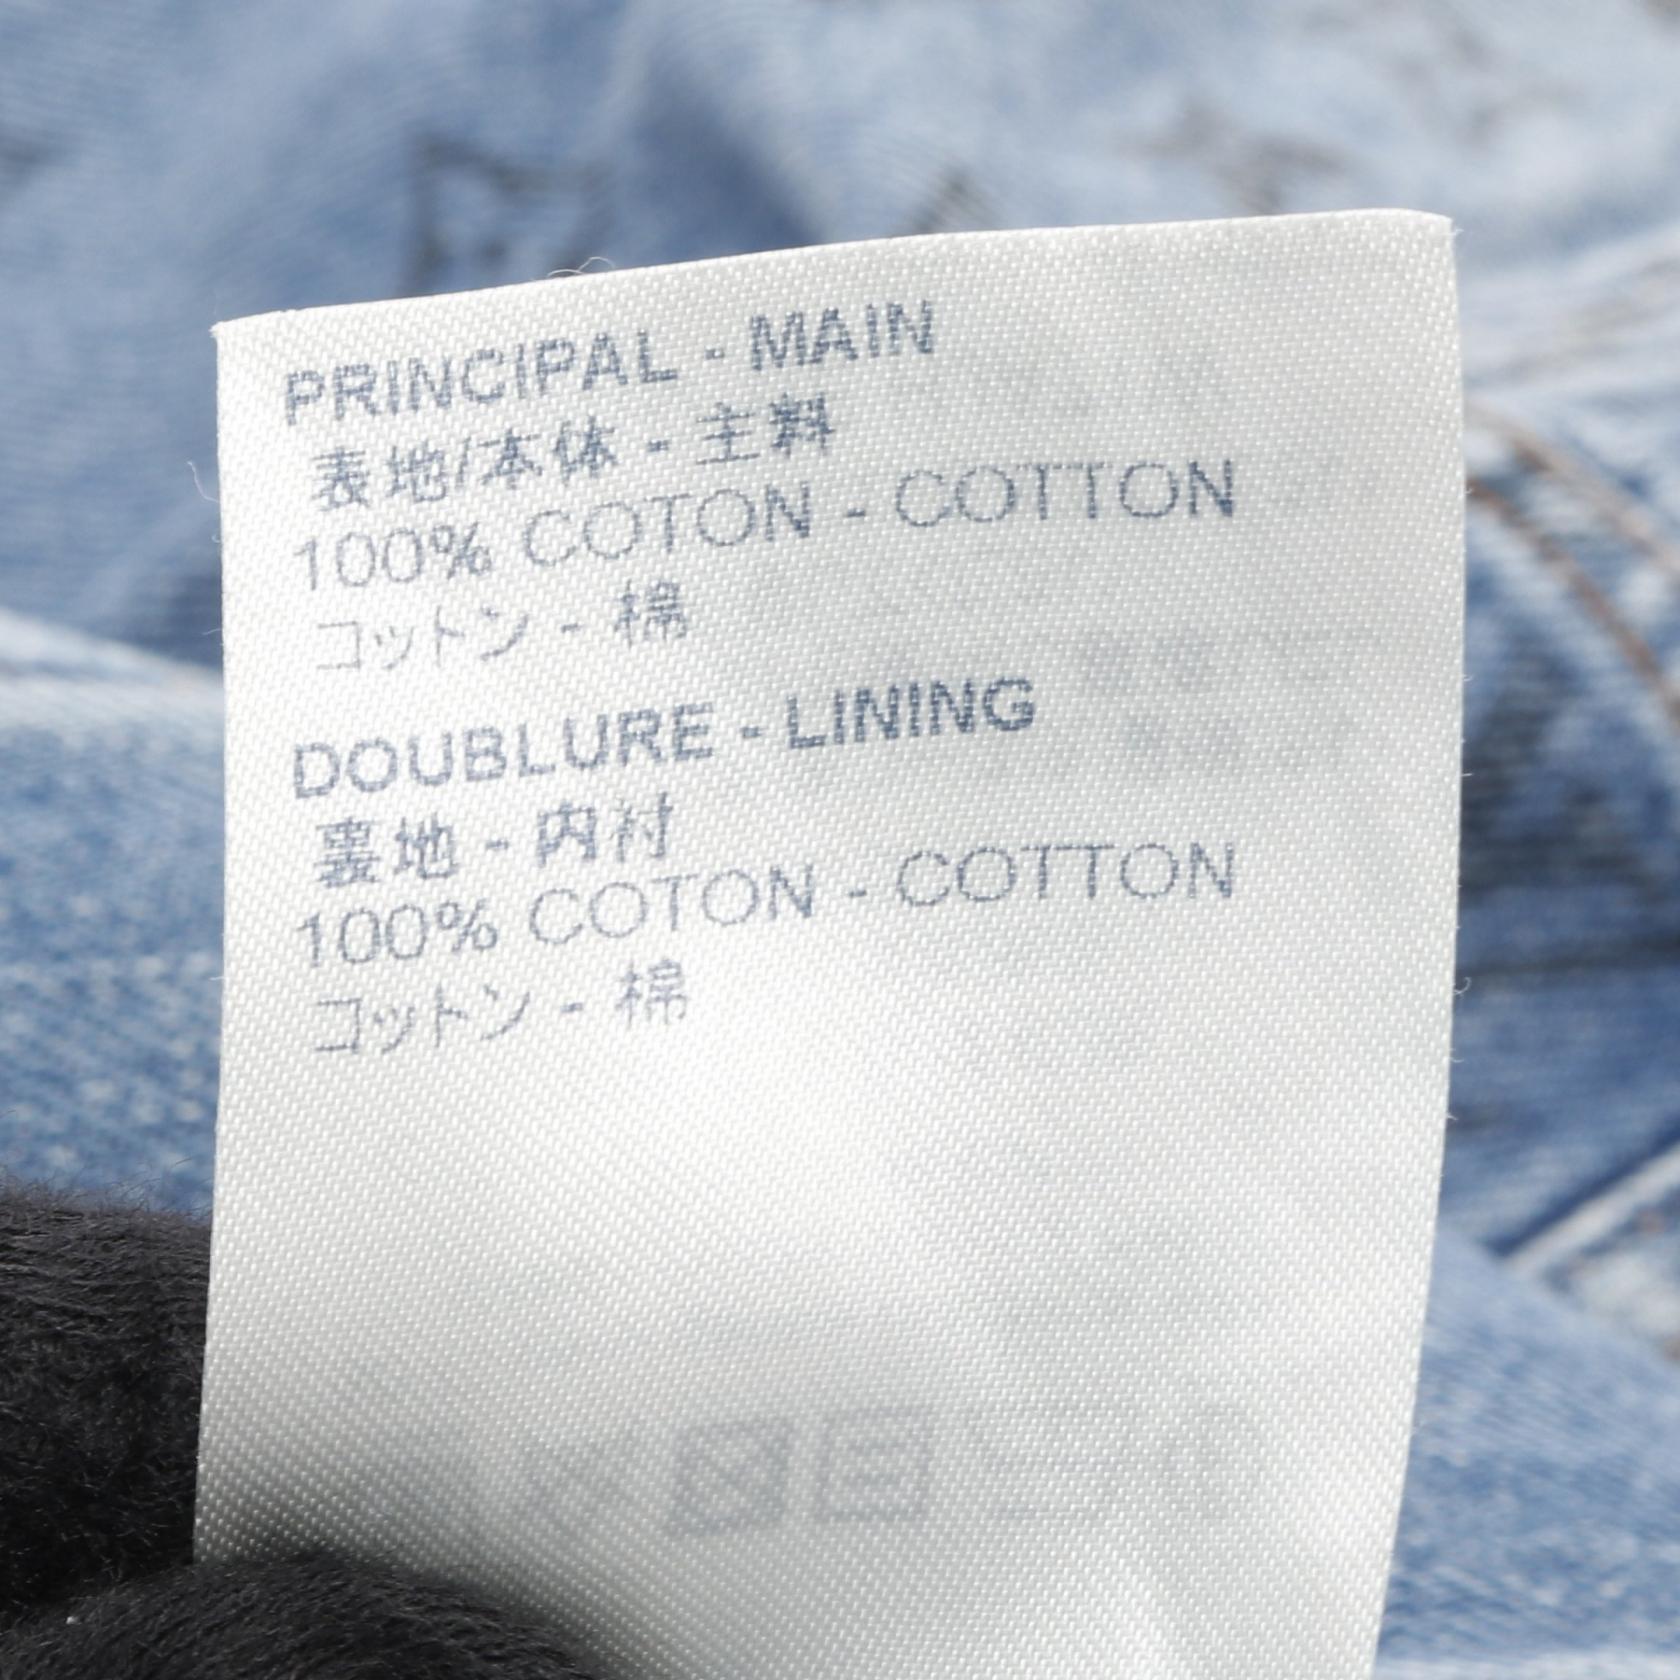 PRINCIPAL - MAIN
表地/本体 - 主料
100% COTON - COTTON
コットン - 棉
DOUBLURE - LINING
裏地 - 内衬
100% COTON - COTTON
コットン - 棉